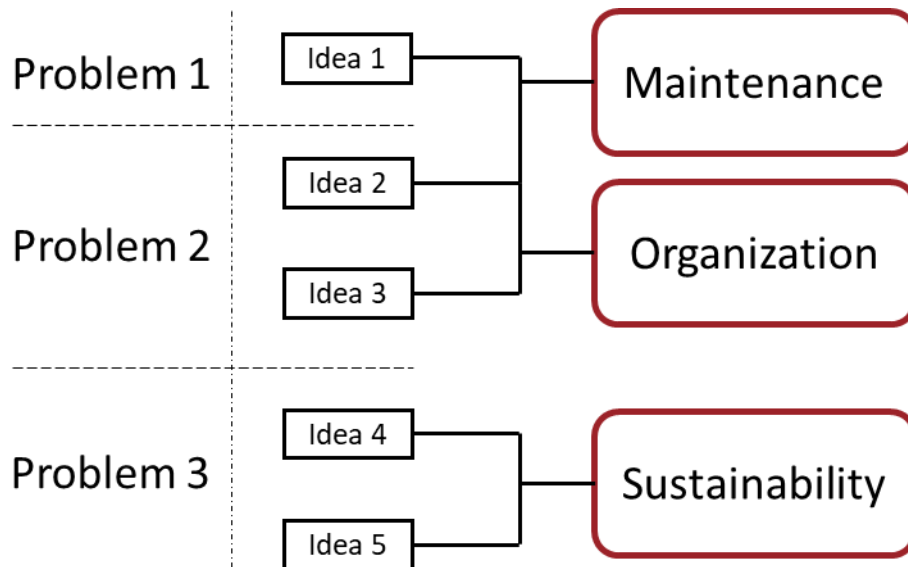 Problem 1
Idea 1
Maintenance
Problem 2
Idea 2
Idea 3
Organization
Problem 3
Idea 4
Idea 5
Sustainability